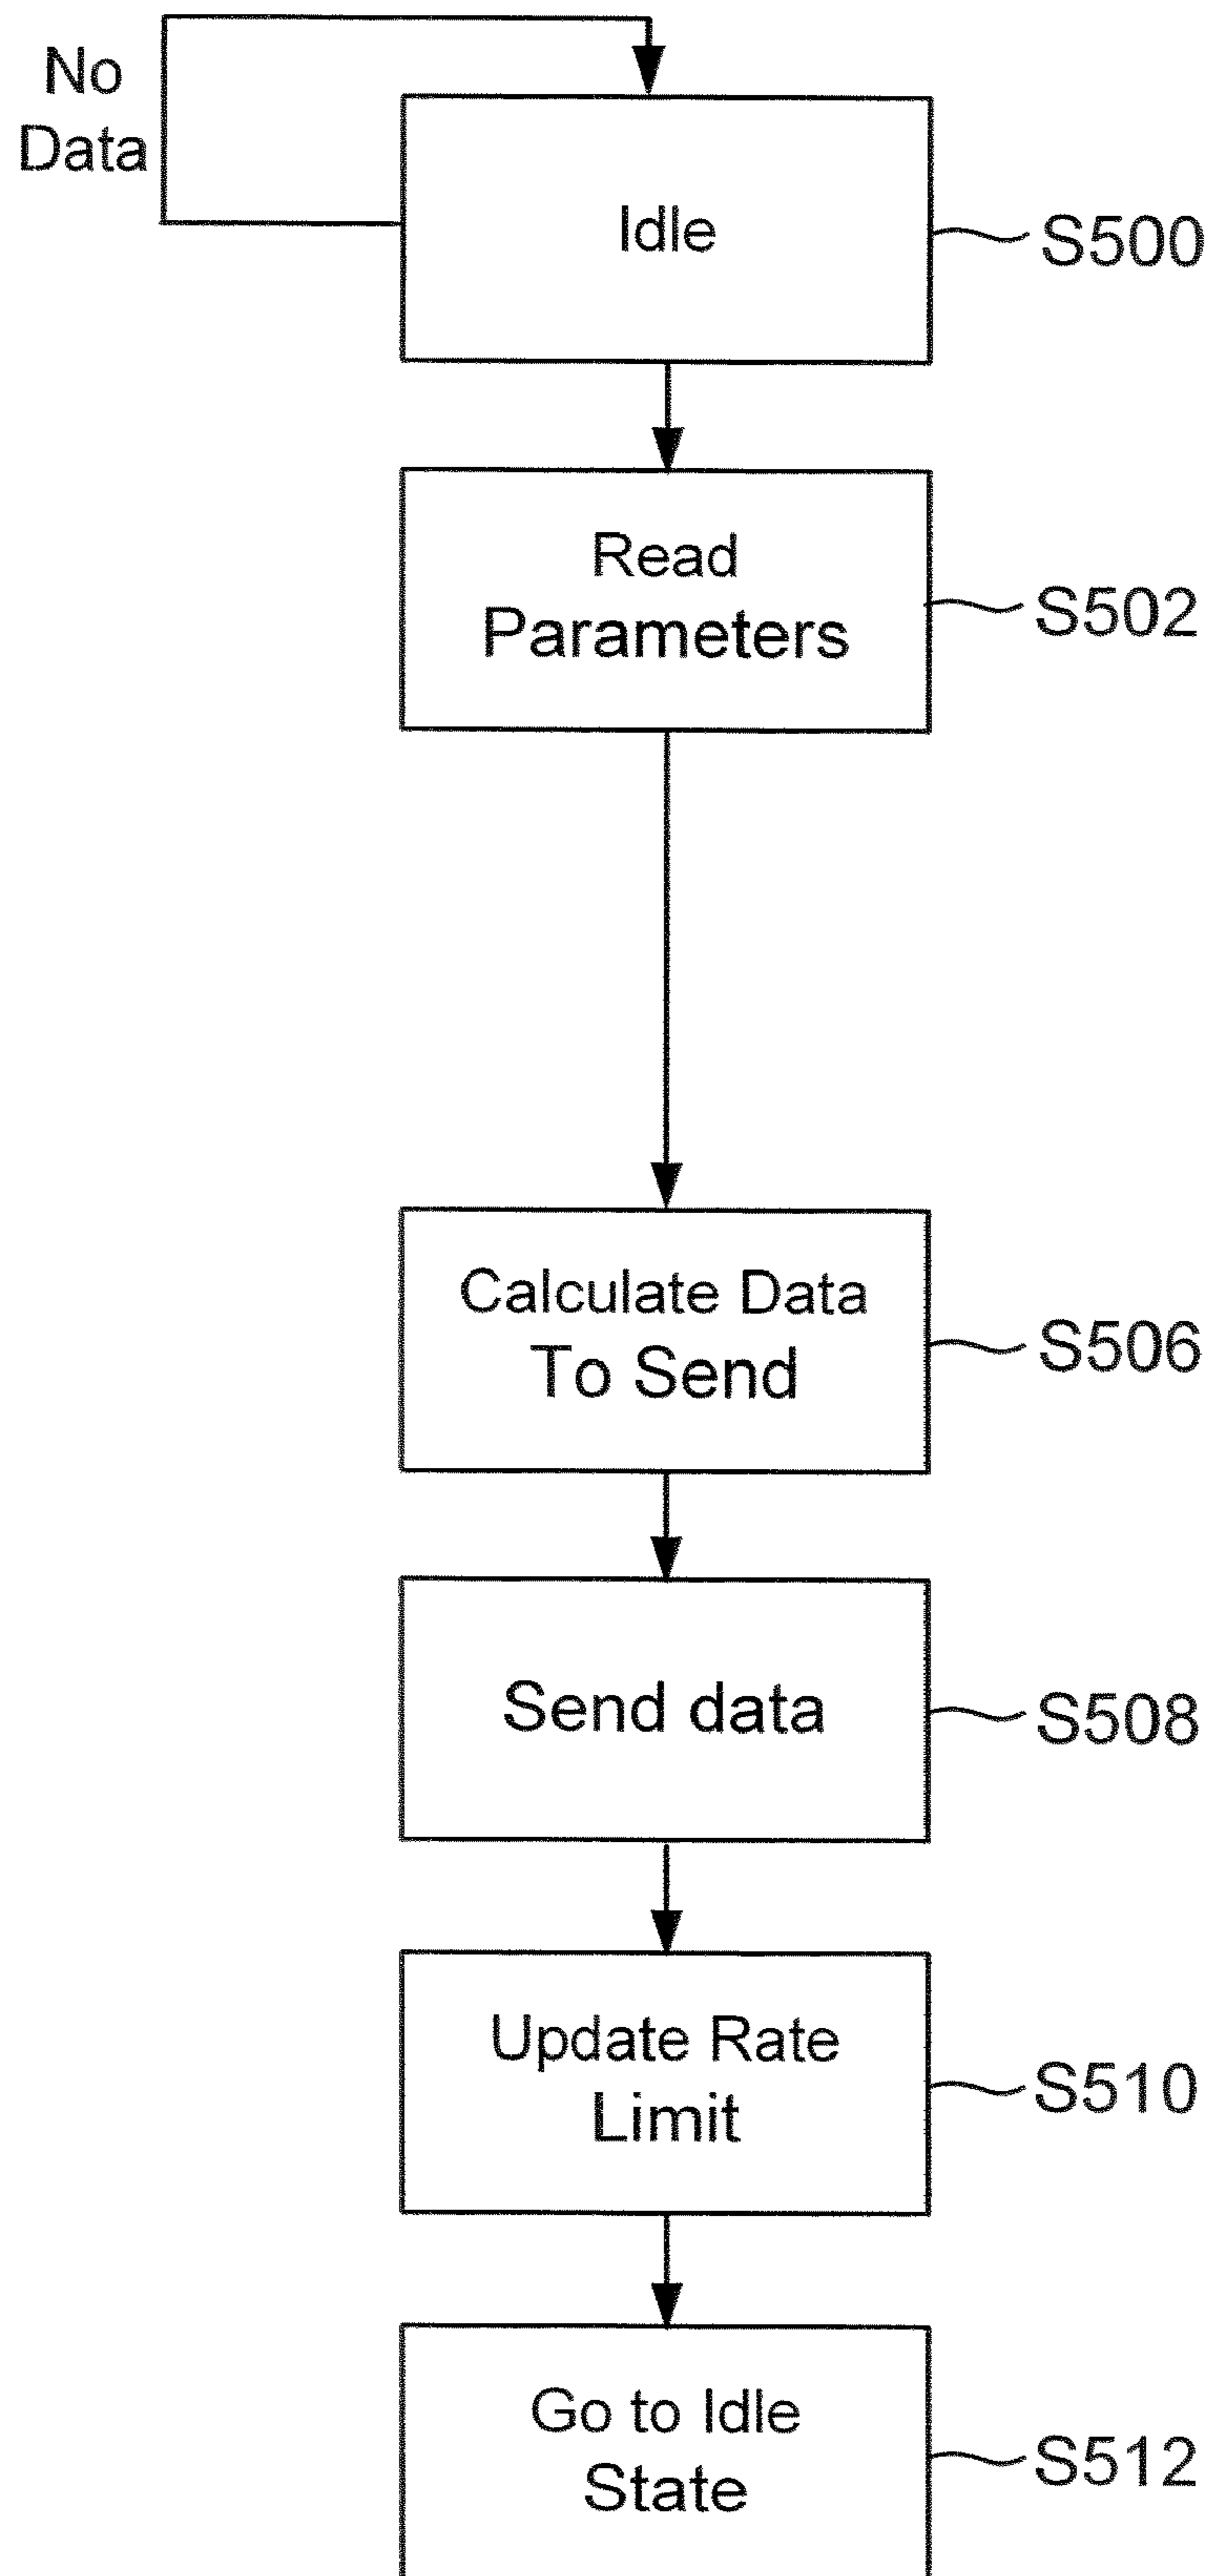 No
Data
Idle
S500
Read
Parameters
S502
Calculate Data
To Send
S506
Send data
S508
Update Rate
Limit
S510
Go to Idle
State
S512